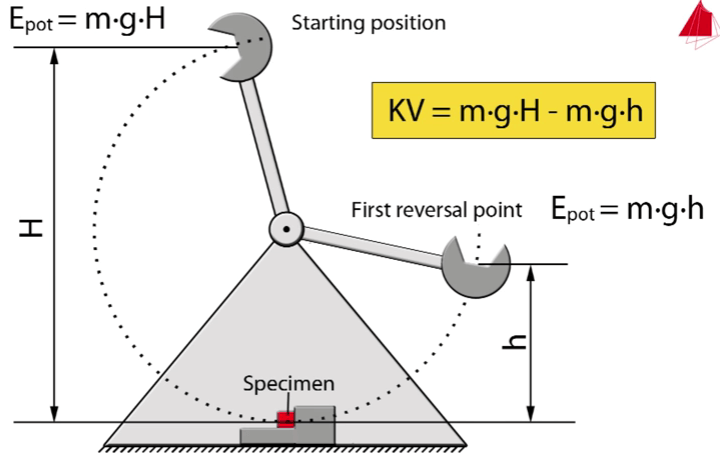 Epot = m·g·H
Starting position
KV = m·g·H - m·g·h
First reversal point
Epot = m·g·h
H
h
Specimen